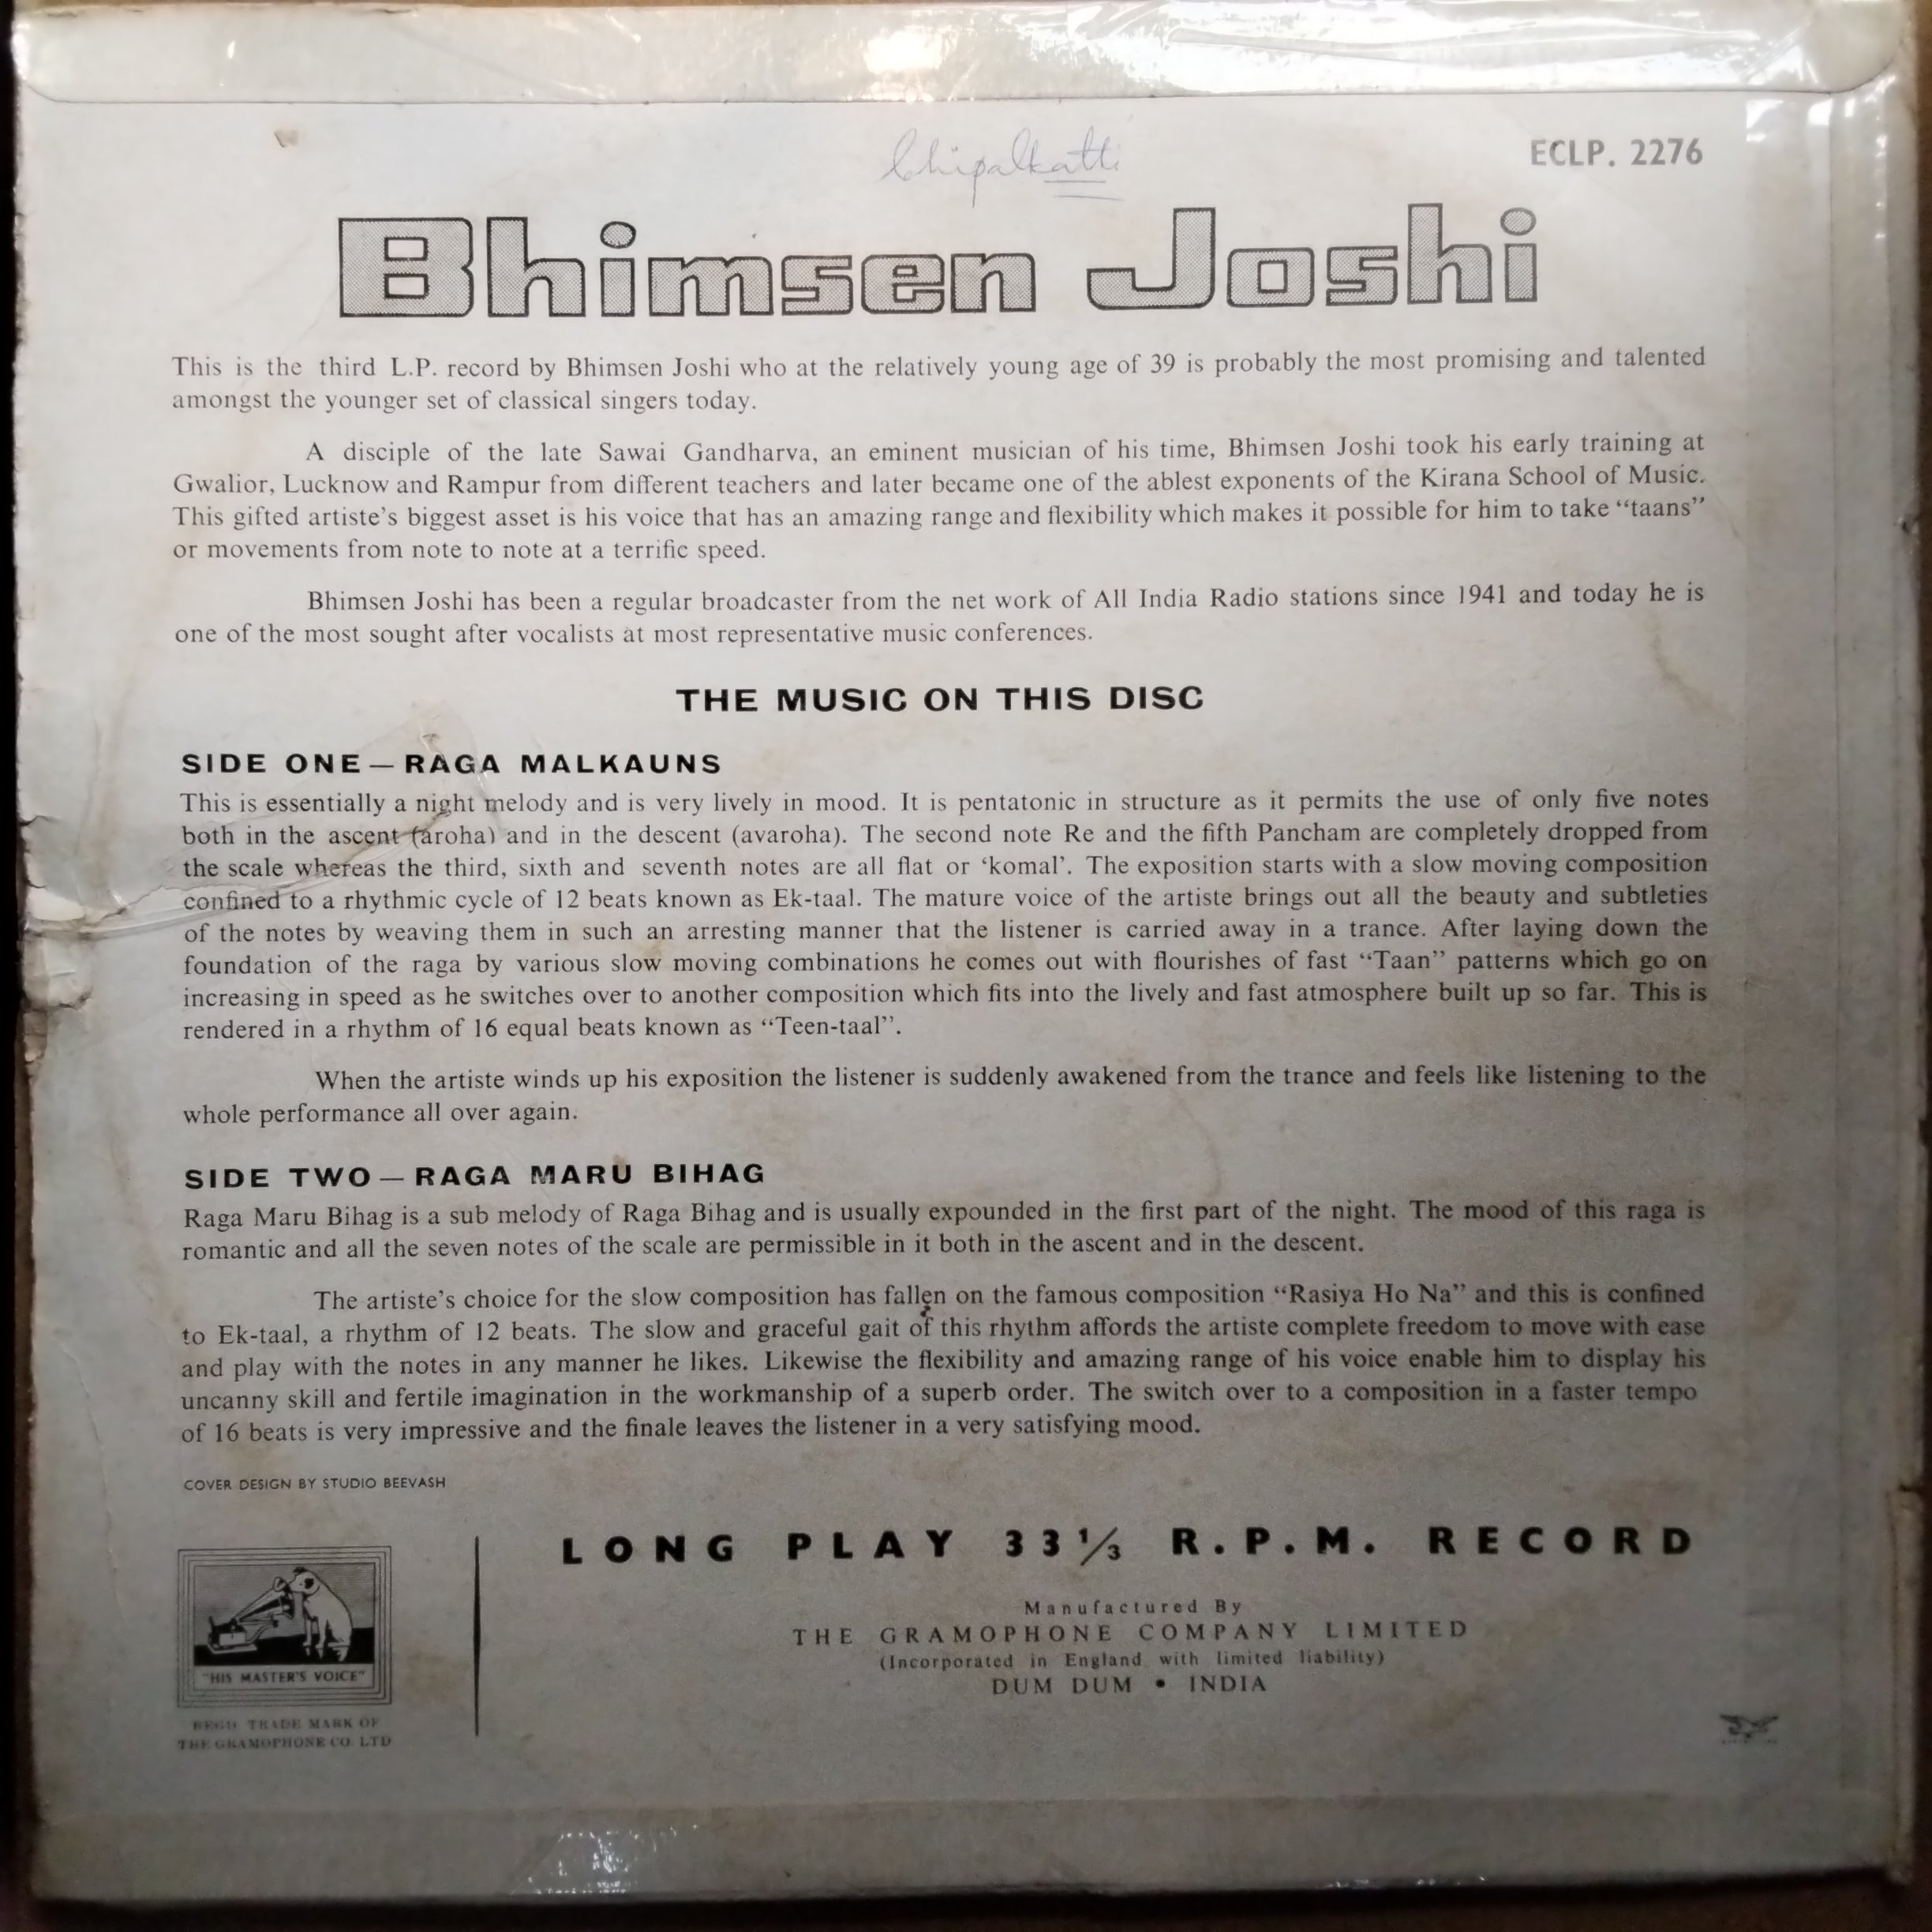 Chipalkatti
ECLP. 2276
Bhimsen Joshi
This is the third L.P. record by Bhimsen Joshi who at the relatively young age of 39 is probably the most promising and talented
amongst the younger set of classical singers today.
A disciple of the late Sawai Gandharva, an eminent musician of his time, Bhimsen Joshi took his early training at
Gwalior, Lucknow and Rampur from different teachers and later became one of the ablest exponents of the Kirana School of Music.
This gifted artiste's biggest asset is his voice that has an amazing range and flexibility which makes it possible for him to take “taans”
or movements from note to note at a terrific speed.
Bhimsen Joshi has been a regular broadcaster from the net work of All India Radio stations since 1941 and today he is
one of the most sought after vocalists at most representative music conferences.
THE MUSIC ON THIS DISC
SIDE ONE — RAGA MALKAUNS
This is essentially a night melody and is very lively in mood. It is pentatonic in structure as it permits the use of only five notes
both in the ascent (aroha) and in the descent (avaroha). The second note Re and the fifth Pancham are completely dropped from
the scale whereas the third, sixth and seventh notes are all flat or ‘komal’. The exposition starts with a slow moving composition
confined to a rhythmic cycle of 12 beats known as Ek-taal. The mature voice of the artiste brings out all the beauty and subtleties
of the notes by weaving them in such an arresting manner that the listener is carried away in a trance. After laying down the
foundation of the raga by various slow moving combinations he comes out with flourishes of fast “Taan” patterns which go on
increasing in speed as he switches over to another composition which fits into the lively and fast atmosphere built up so far. This is
rendered in a rhythm of 16 equal beats known as “Teen-taal”.
When the artiste winds up his exposition the listener is suddenly awakened from the trance and feels like listening to the
whole performance all over again.
SIDE TWO — RAGA MARU BIHAG
Raga Maru Bihag is a sub melody of Raga Bihag and is usually expounded in the first part of the night. The mood of this raga is
romantic and all the seven notes of the scale are permissible in it both in the ascent and in the descent.
The artiste's choice for the slow composition has fallen on the famous composition “Rasiya Ho Na” and this is confined
to Ek-taal, a rhythm of 12 beats. The slow and graceful gait of this rhythm affords the artiste complete freedom to move with ease
and play with the notes in any manner he likes. Likewise the flexibility and amazing range of his voice enable him to display his
uncanny skill and fertile imagination in the workmanship of a superb order. The switch over to a composition in a faster tempo
of 16 beats is very impressive and the finale leaves the listener in a very satisfying mood.
COVER DESIGN BY STUDIO BEEVASH
LONG PLAY 33⅓ R.P.M. RECORD
Manufactured By
THE GRAMOPHONE COMPANY LIMITED
(Incorporated in England with limited liability)
DUM DUM • INDIA
“HIS MASTER'S VOICE”
REGD. TRADE MARK OF
THE GRAMOPHONE CO. LTD